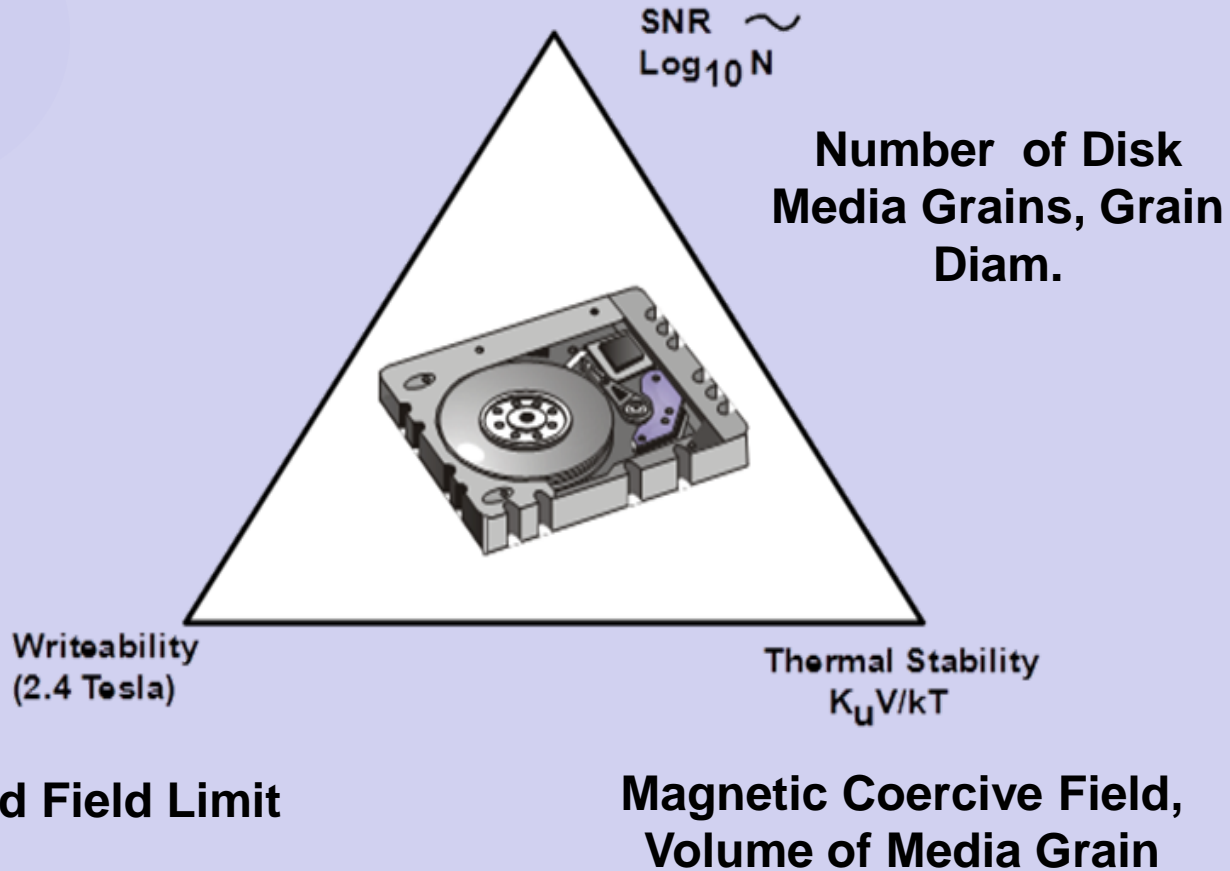 SNR ~
Log10 N
Number of Disk
Media Grains, Grain
Diam.
Writeability
(2.4 Tesla)
Thermal Stability
KuV/kT
d Field Limit
Magnetic Coercive Field,
Volume of Media Grain